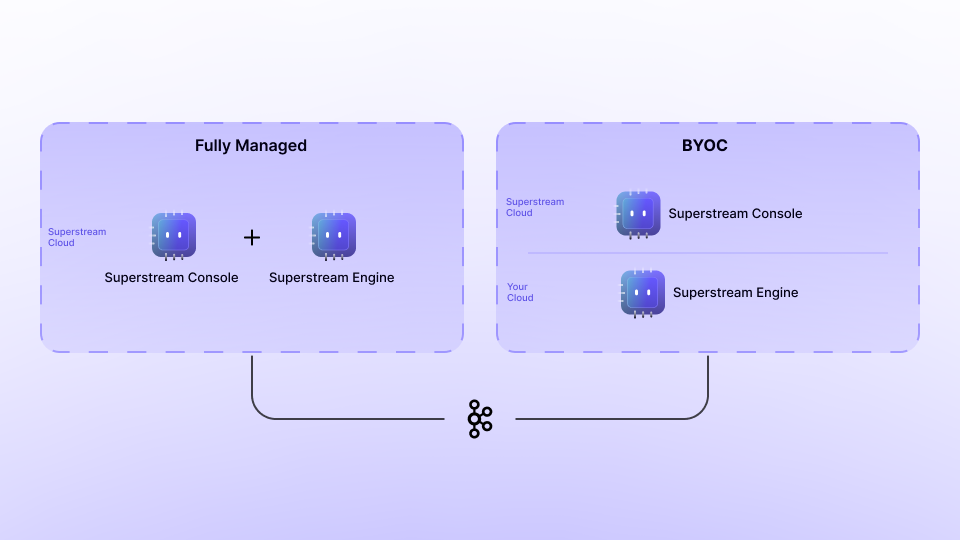 Fully Managed
Superstream
Cloud
+
Superstream Console
Superstream Engine
BYOC
Superstream
Cloud
Superstream Console
Your
Cloud
Superstream Engine